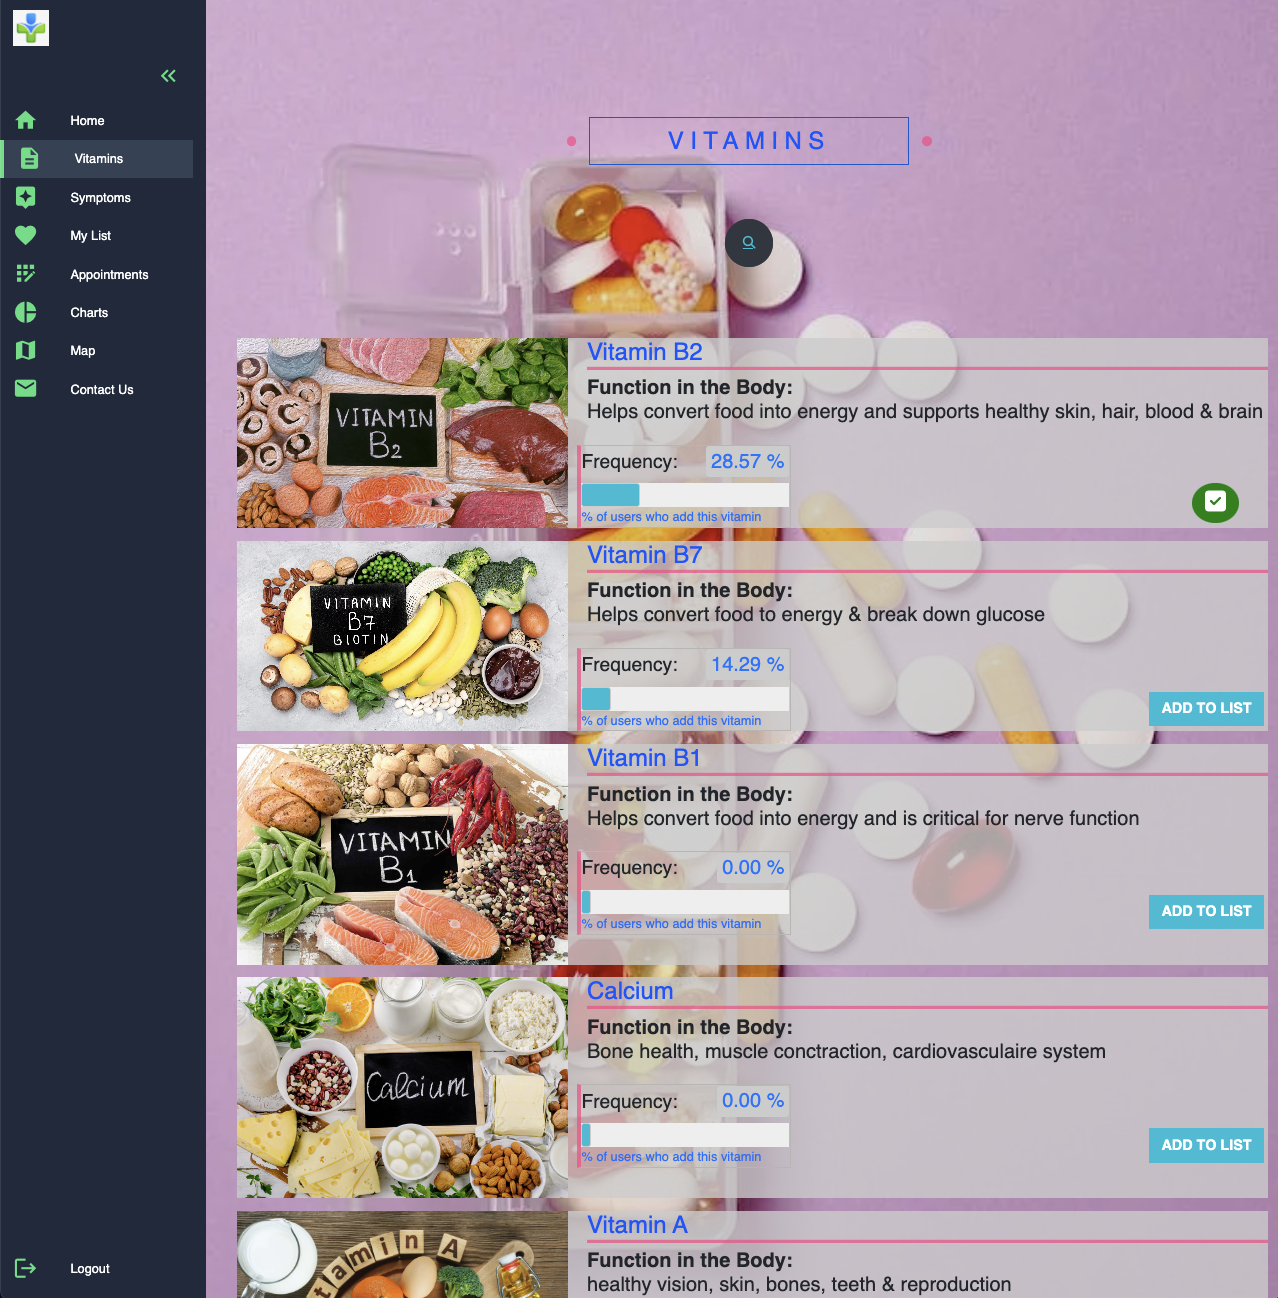 Home
Vitamins
Symptoms
My List
Appointments
Charts
Map
Contact Us
Logout
VITAMINS
VITAMIN
B2
Vitamin B2
Function in the Body:
Helps convert food into energy and supports healthy skin, hair, blood & brain
Frequency: 28.57 %
% of users who add this vitamin
VITAMIN
B7
BIOTIN
Vitamin B7
Function in the Body:
Helps convert food to energy & break down glucose
Frequency: 14.29 %
% of users who add this vitamin
ADD TO LIST
VITAMIN
B1
Vitamin B1
Function in the Body:
Helps convert food into energy and is critical for nerve function
Frequency: 0.00 %
% of users who add this vitamin
ADD TO LIST
Calcium
Calcium
Function in the Body:
Bone health, muscle conctraction, cardiovasculaire system
Frequency: 0.00 %
% of users who add this vitamin
ADD TO LIST
itamin A
Vitamin A
Function in the Body:
healthy vision, skin, bones, teeth & reproduction